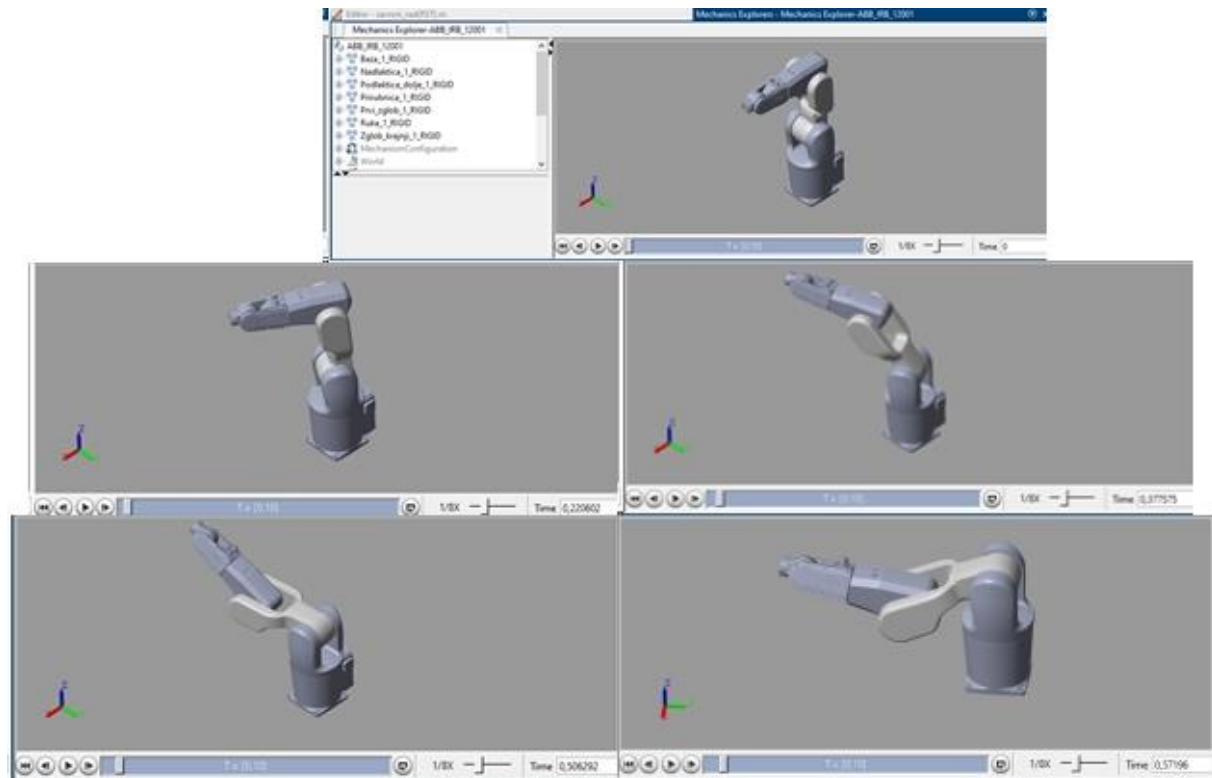 Mechanics Explorers - Mechanics Explorer-ABB_IRB_12001
Mechanics Explorer-ABB_IRB_12001
ABB_IRB_12001
Baza_1_RIGID
Nadlaktica_1_RIGID
Podlaktica_dolje_1_RIGID
Prirubnica_1_RIGID
Prvi_zglob_1_RIGID
Ruka_1_RIGID
Zglob_krajnji_1_RIGID
MechanismConfiguration
World
Z
1/8X Time 0
Z
1/8X Time 0,220602
Z
1/8X Time 0,377575
Z
1/8X Time 0,506292
Z
1/8X Time 0,57196